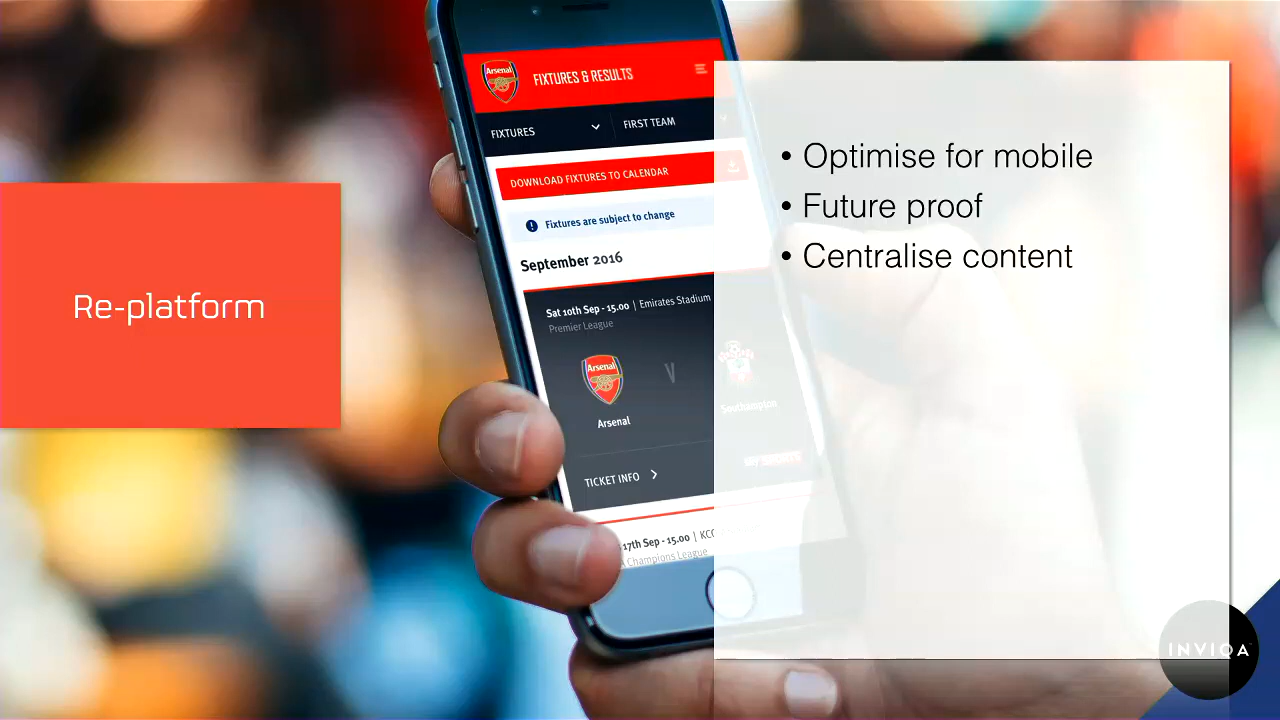 Arsenal
FIXTURES & RESULTS
FIXTURES
FIRST TEAM
DOWNLOAD FIXTURES TO CALENDAR
Fixtures are subject to change
September 2016
Sat 10th Sep - 15.00 | Emirates Stadium
Premier League
Arsenal
V
Arsenal
Southampton
TICKET INFO
17th Sep - 15.00 | KCO
Champions League
Re-platform
• Optimise for mobile
• Future proof
• Centralise content
INVIQA